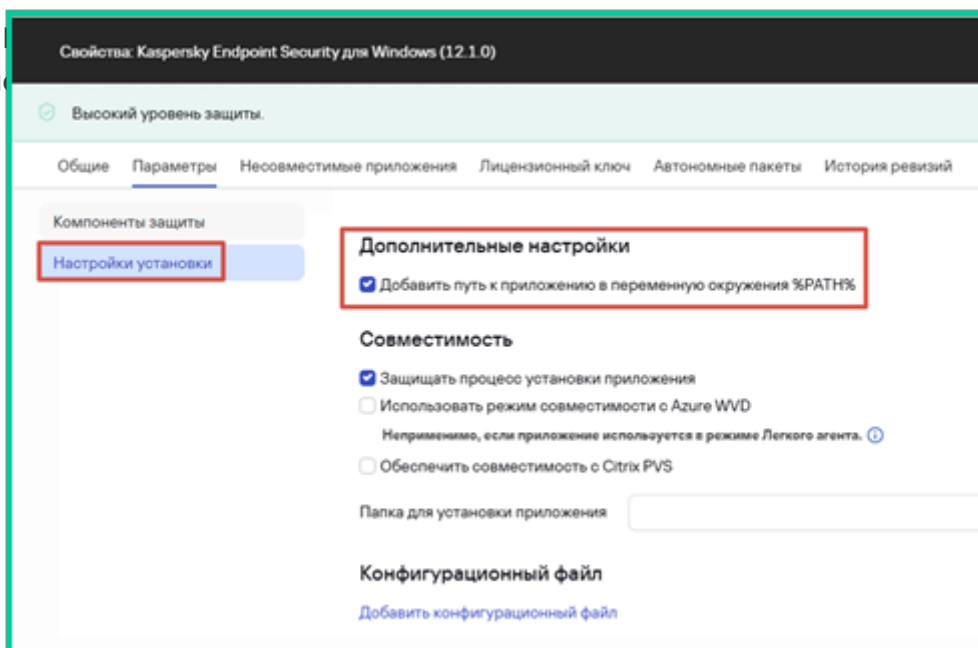 Свойства: Kaspersky Endpoint Security для Windows (12.1.0)
Высокий уровень защиты.
Общие Параметры Несовместимые приложения Лицензионный ключ Автономные пакеты История ревизий
Компоненты защиты
Настройки установки
Дополнительные настройки
Добавить путь к приложению в переменную окружения %PATH%
Совместимость
Защищать процесс установки приложения
Использовать режим совместимости с Azure WVD
Неприменимо, если приложение используется в режиме Легкого агента.
Обеспечить совместимость с Citrix PVS
Папка для установки приложения
Конфигурационный файл
Добавить конфигурационный файл